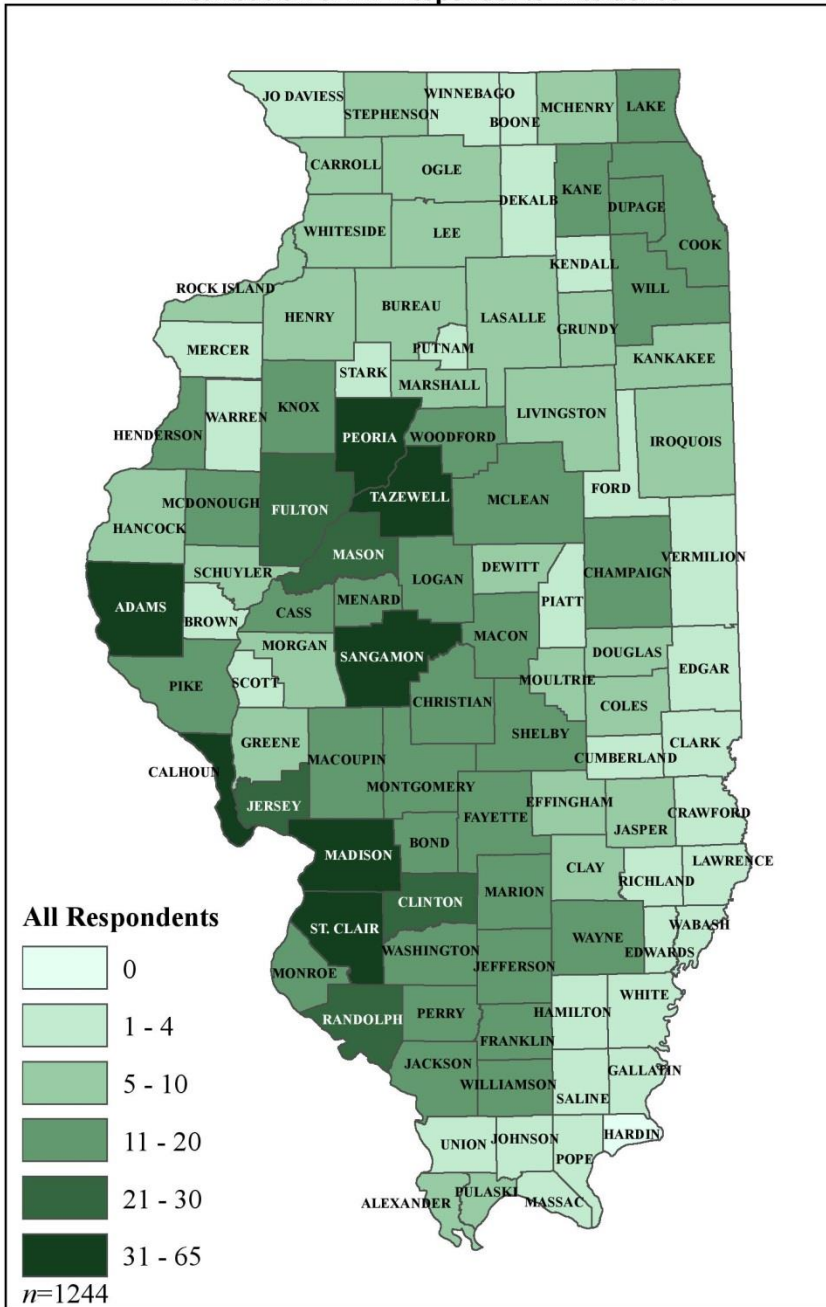 JO DAVIESS
STEPHENSON
WINNEBAGO
BOONE
MCHENRY
LAKE
CARROLL
OGLE
DEKALB
KANE
DUPAGE
COOK
WHITESIDE
LEE
KENDALL
WILL
ROCK ISLAND
HENRY
BUREAU
LASALLE
GRUNDY
PUTNAM
KANKAKEE
MERCER
STARK
MARSHALL
KNOX
WARREN
HENDERSON
PEORIA
WOODFORD
LIVINGSTON
IROQUOIS
FORD
TAZEWELL
MCLEAN
MCDONOUGH
FULTON
HANCOCK
MASON
VERMILION
SCHUYLER
LOGAN
DEWITT
CHAMPAIGN
ADAMS
BROWN
CASS
MENARD
PIATT
MACON
MORGAN
SANGAMON
DOUGLAS
EDGAR
PIKE
SCOTT
CHRISTIAN
MOULTRIE
COLES
SHELBY
GREENE
MACOUPIN
CUMBERLAND
CLARK
CALHOUN
MONTGOMERY
JERSEY
FAYETTE
EFFINGHAM
JASPER
CRAWFORD
BOND
MADISON
CLAY
RICHLAND
LAWRENCE
MARION
CLINTON
ST. CLAIR
WASHINGTON
WAYNE
WABASH
EDWARDS
MONROE
JEFFERSON
RANDOLPH
PERRY
HAMILTON
WHITE
FRANKLIN
JACKSON
WILLIAMSON
SALINE
GALLATIN
UNION
JOHNSON
POPE
HARDIN
ALEXANDER
PULASKI
MASSAC
All Respondents
0
1 - 4
5 - 10
11 - 20
21 - 30
31 - 65
n=1244